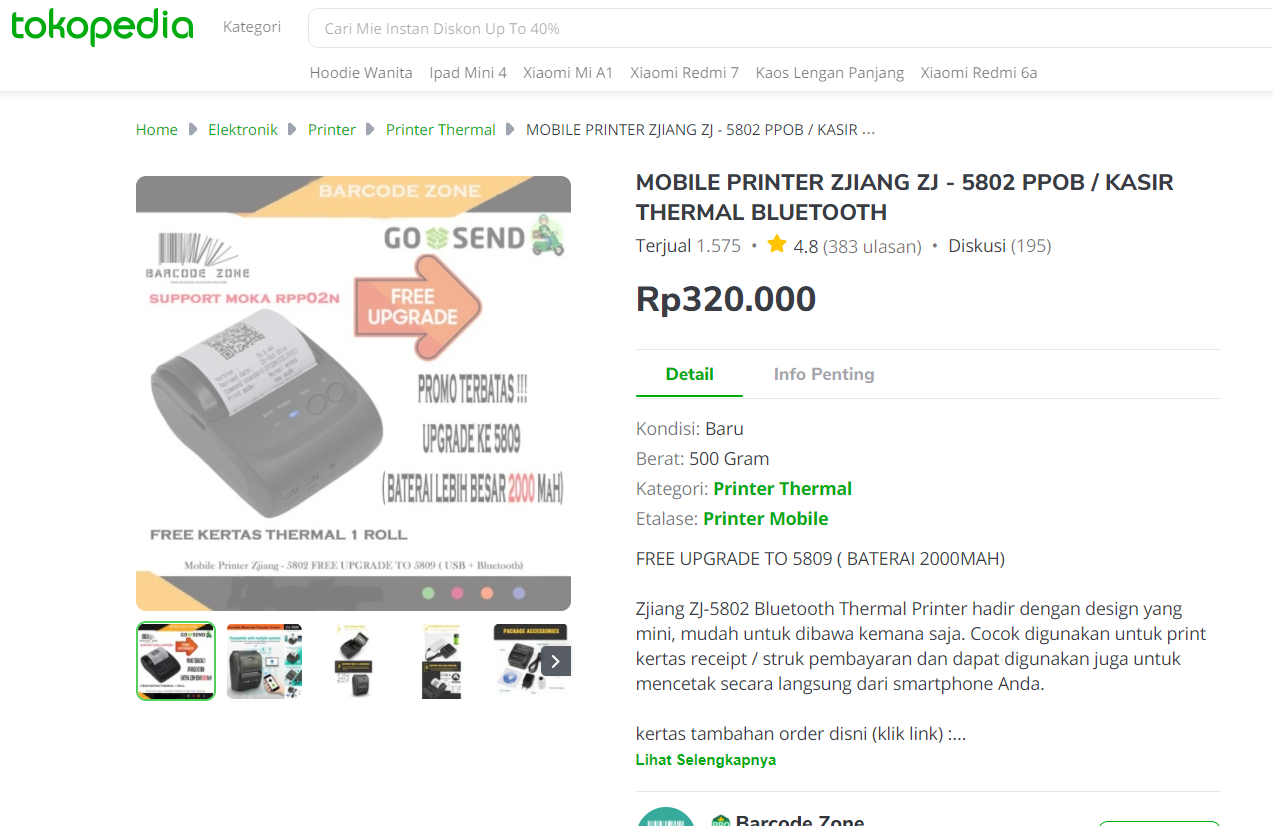 tokopedia
Kategori
Cari Mie Instan Diskon Up To 40%
Hoodie Wanita Ipad Mini 4 Xiaomi Mi A1 Xiaomi Redmi 7 Kaos Lengan Panjang Xiaomi Redmi 6a
Home Elektronik Printer Printer Thermal MOBILE PRINTER ZJIANG ZJ - 5802 PPOB / KASIR ...
BARCODE ZONE
GO SEND
BARCODE ZONE
SUPPORT MOKA RPP02N
FREE
UPGRADE
PROMO TERBATAS !!!
UPGRADE KE 5809
( BATERAI LEBIH BESAR 2000 MAH)
FREE KERTAS THERMAL 1 ROLL
Mobile Printer Zjiang - 5802 FREE UPGRADE TO 5809 ( USB + Bluetooth)
PACKAGE ACCESSORIES
MOBILE PRINTER ZJIANG ZJ - 5802 PPOB / KASIR
THERMAL BLUETOOTH
Terjual 1.575 • 4.8 (383 ulasan) • Diskusi (195)
Rp320.000
Detail Info Penting
Kondisi: Baru
Berat: 500 Gram
Kategori: Printer Thermal
Etalase: Printer Mobile
FREE UPGRADE TO 5809 ( BATERAI 2000MAH)
Zjiang ZJ-5802 Bluetooth Thermal Printer hadir dengan design yang
mini, mudah untuk dibawa kemana saja. Cocok digunakan untuk print
kertas receipt / struk pembayaran dan dapat digunakan juga untuk
mencetak secara langsung dari smartphone Anda.
kertas tambahan order disni (klik link) :...
Lihat Selengkapnya
Barcode Zone